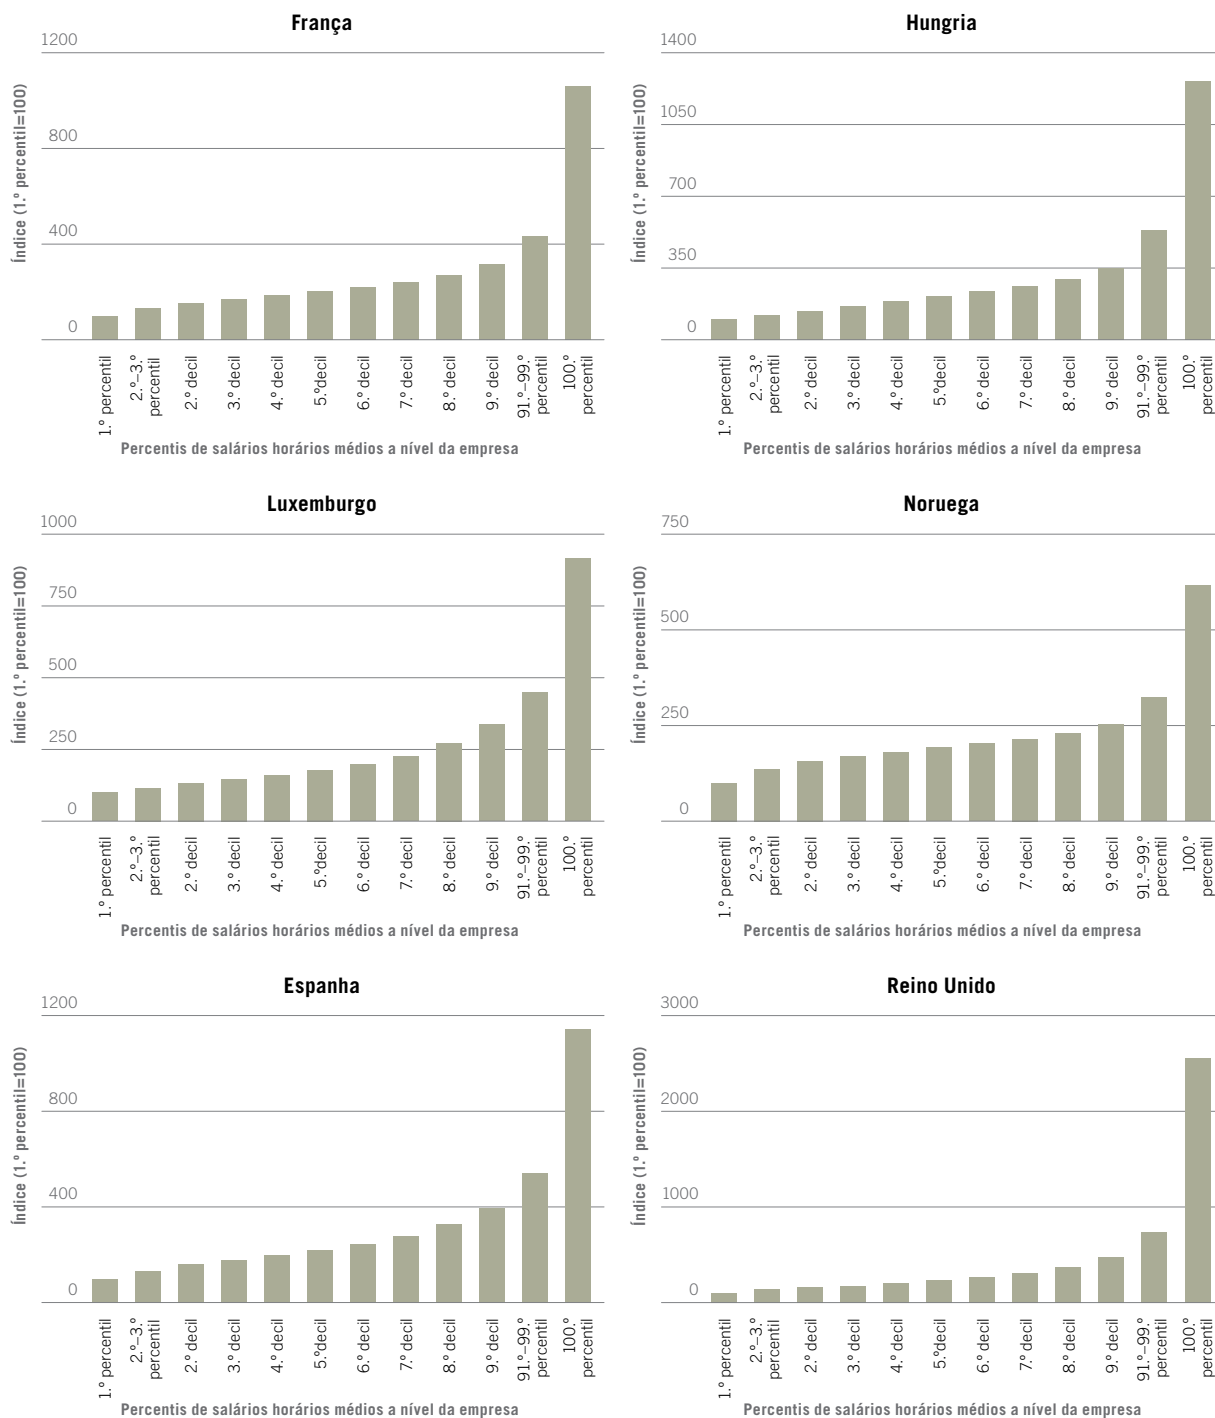 França
1200
800
400
0
Índice (1.º percentil=100)
1.º percentil
2.º–3.º
percentil
2.º decil
3.º decil
4.º decil
5.ºdecil
6.º decil
7.º decil
8.º decil
9.º decil
91.º–99.º
percentil
100.º
percentil
Percentis de salários horários médios a nível da empresa
Hungria
1400
1050
700
350
0
Índice (1.º percentil=100)
1.º percentil
2.º–3.º
percentil
2.º decil
3.º decil
4.º decil
5.ºdecil
6.º decil
7.º decil
8.º decil
9.º decil
91.º–99.º
percentil
100.º
percentil
Percentis de salários horários médios a nível da empresa
Luxemburgo
1000
750
500
250
0
Índice (1.º percentil=100)
1.º percentil
2.º–3.º
percentil
2.º decil
3.º decil
4.º decil
5.ºdecil
6.º decil
7.º decil
8.º decil
9.º decil
91.º–99.º
percentil
100.º
percentil
Percentis de salários horários médios a nível da empresa
Noruega
750
500
250
0
Índice (1.º percentil=100)
1.º percentil
2.º–3.º
percentil
2.º decil
3.º decil
4.º decil
5.ºdecil
6.º decil
7.º decil
8.º decil
9.º decil
91.º–99.º
percentil
100.º
percentil
Percentis de salários horários médios a nível da empresa
Espanha
1200
800
400
0
Índice (1.º percentil=100)
1.º percentil
2.º–3.º
percentil
2.º decil
3.º decil
4.º decil
5.ºdecil
6.º decil
7.º decil
8.º decil
9.º decil
91.º–99.º
percentil
100.º
percentil
Percentis de salários horários médios a nível da empresa
Reino Unido
3000
2000
1000
0
Índice (1.º percentil=100)
1.º percentil
2.º–3.º
percentil
2.º decil
3.º decil
4.º decil
5.ºdecil
6.º decil
7.º decil
8.º decil
9.º decil
91.º–99.º
percentil
100.º
percentil
Percentis de salários horários médios a nível da empresa